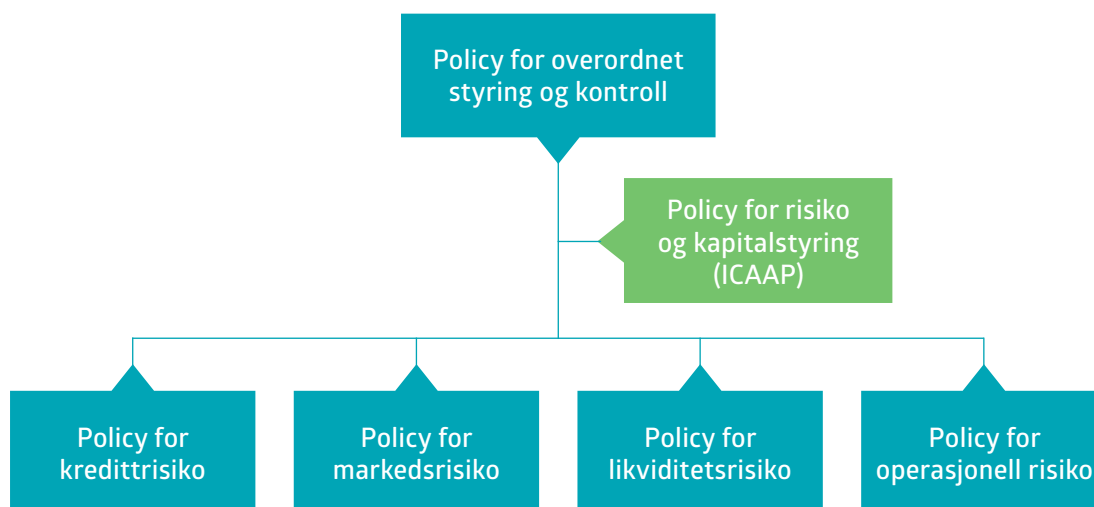 Policy for overordnet
styring og kontroll
Policy for risiko
og kapitalstyring
(ICAAP)
Policy for
kredittrisiko
Policy for
markedsrisiko
Policy for
likviditetsrisiko
Policy for
operasjonell risiko